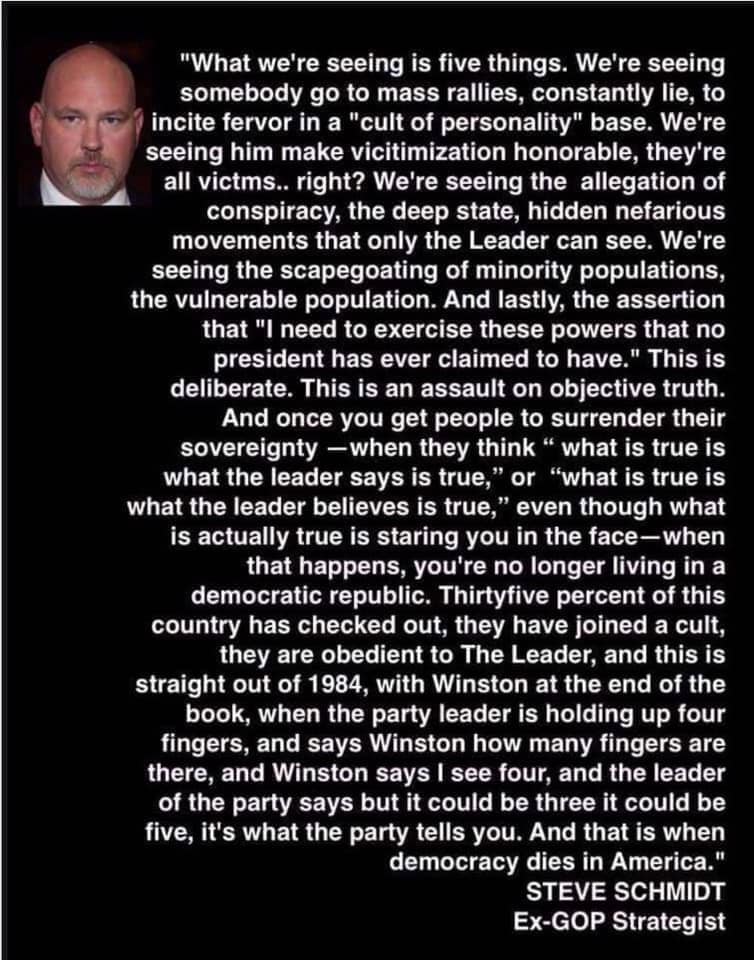 "What we're seeing is five things. We're seeing
somebody go to mass rallies, constantly lie, to
incite fervor in a "cult of personality" base. We're
seeing him make vicitimization honorable, they're
all victms.. right? We're seeing the allegation of
conspiracy, the deep state, hidden nefarious
movements that only the Leader can see. We're
seeing the scapegoating of minority populations,
the vulnerable population. And lastly, the assertion
that "I need to exercise these powers that no
president has ever claimed to have." This is
deliberate. This is an assault on objective truth.
And once you get people to surrender their
sovereignty —when they think “ what is true is
what the leader says is true,” or “what is true is
what the leader believes is true,” even though what
is actually true is staring you in the face—when
that happens, you're no longer living in a
democratic republic. Thirtyfive percent of this
country has checked out, they have joined a cult,
they are obedient to The Leader, and this is
straight out of 1984, with Winston at the end of the
book, when the party leader is holding up four
fingers, and says Winston how many fingers are
there, and Winston says I see four, and the leader
of the party says but it could be three it could be
five, it's what the party tells you. And that is when
democracy dies in America."
STEVE SCHMIDT
Ex-GOP Strategist